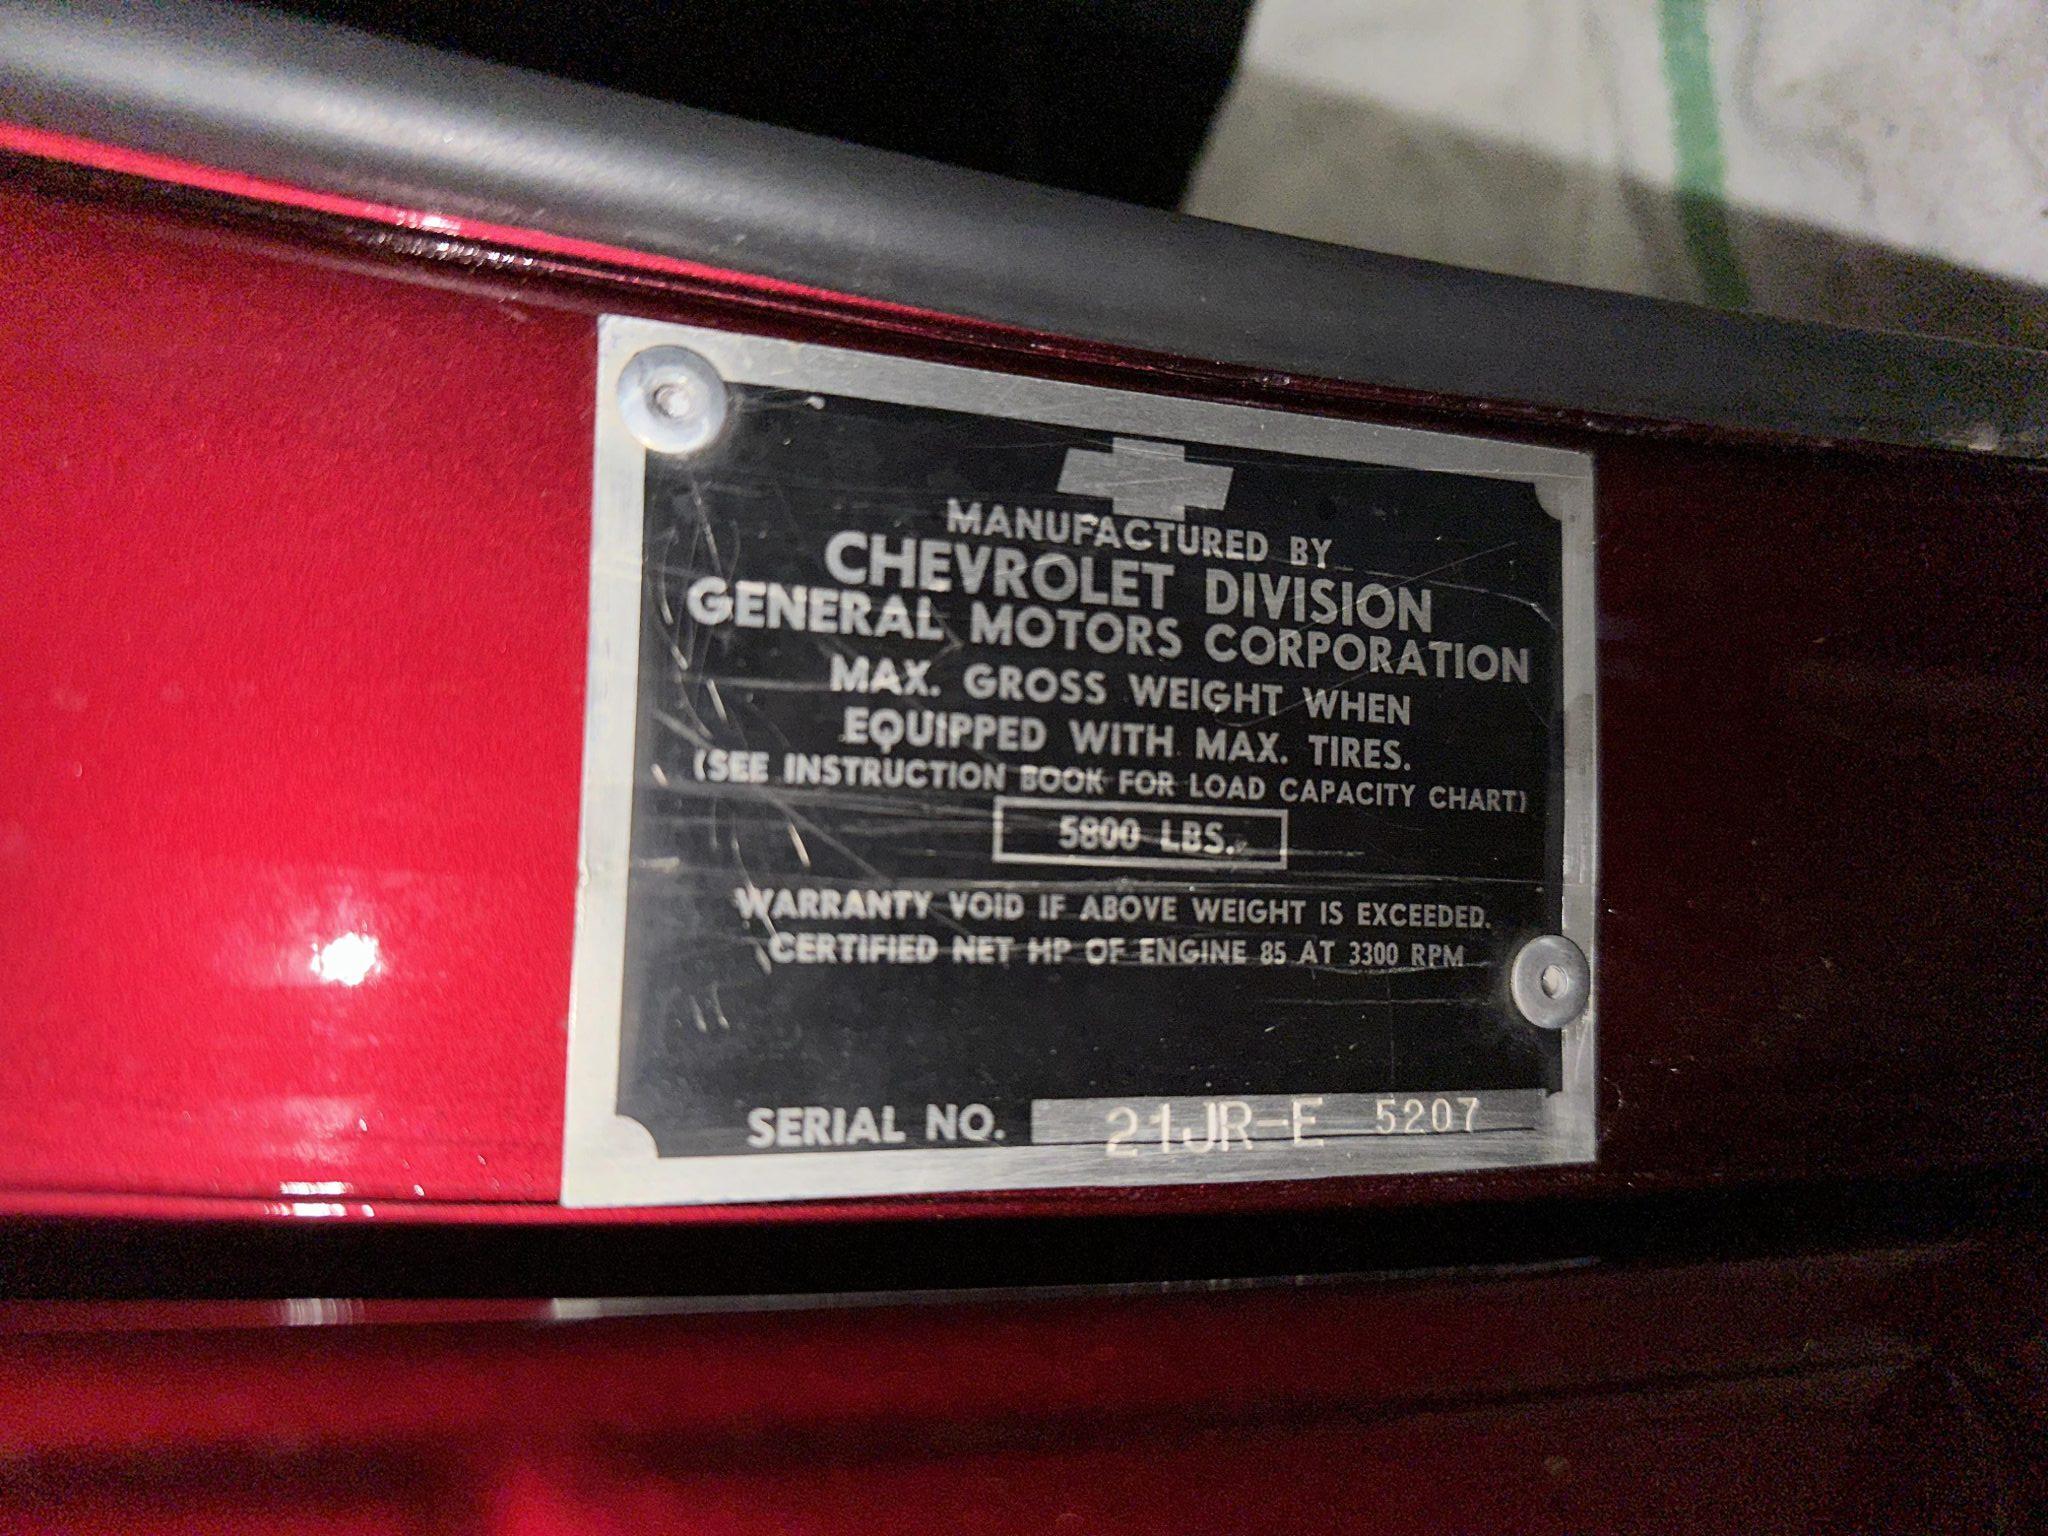 MANUFACTURED BY
CHEVROLET DIVISION
GENERAL MOTORS CORPORATION
MAX. GROSS WEIGHT WHEN
EQUIPPED WITH MAX. TIRES.
(SEE INSTRUCTION BOOK FOR LOAD CAPACITY CHART)
5800 LBS.
WARRANTY VOID IF ABOVE WEIGHT IS EXCEEDED.
CERTIFIED NET HP OF ENGINE 85 AT 3300 RPM
SERIAL NO. 21JR-E 5207